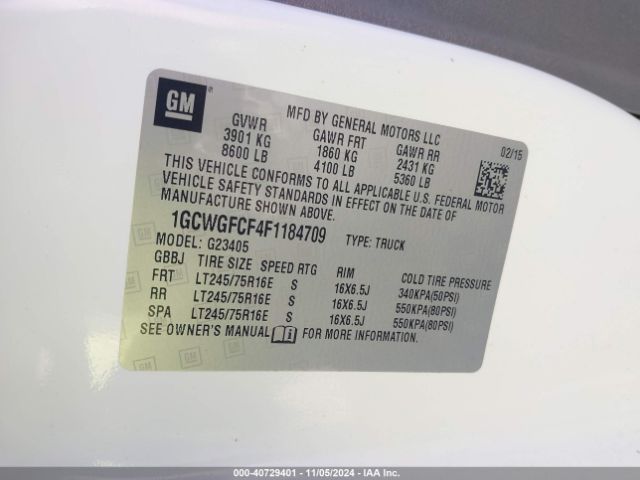 GM
MFD BY GENERAL MOTORS LLC
02/15
GVWR GAWR FRT GAWR RR
3901 KG 1860 KG 2431 KG
8600 LB 4100 LB 5360 LB
THIS VEHICLE CONFORMS TO ALL APPLICABLE U.S. FEDERAL MOTOR
VEHICLE SAFETY STANDARDS IN EFFECT ON THE DATE OF
MANUFACTURE SHOWN ABOVE.
1GCWGFCF4F1184709 TYPE: TRUCK
MODEL: G23405
GBBJ TIRE SIZE SPEED RTG RIM COLD TIRE PRESSURE
FRT LT245/75R16E S 16X6.5J 340KPA(50PSI)
RR LT245/75R16E S 16X6.5J 550KPA(80PSI)
SPA LT245/75R16E S 16X6.5J 550KPA(80PSI)
SEE OWNER'S MANUAL FOR MORE INFORMATION.
000-40729401 - 11/05/2024 - IAA Inc.